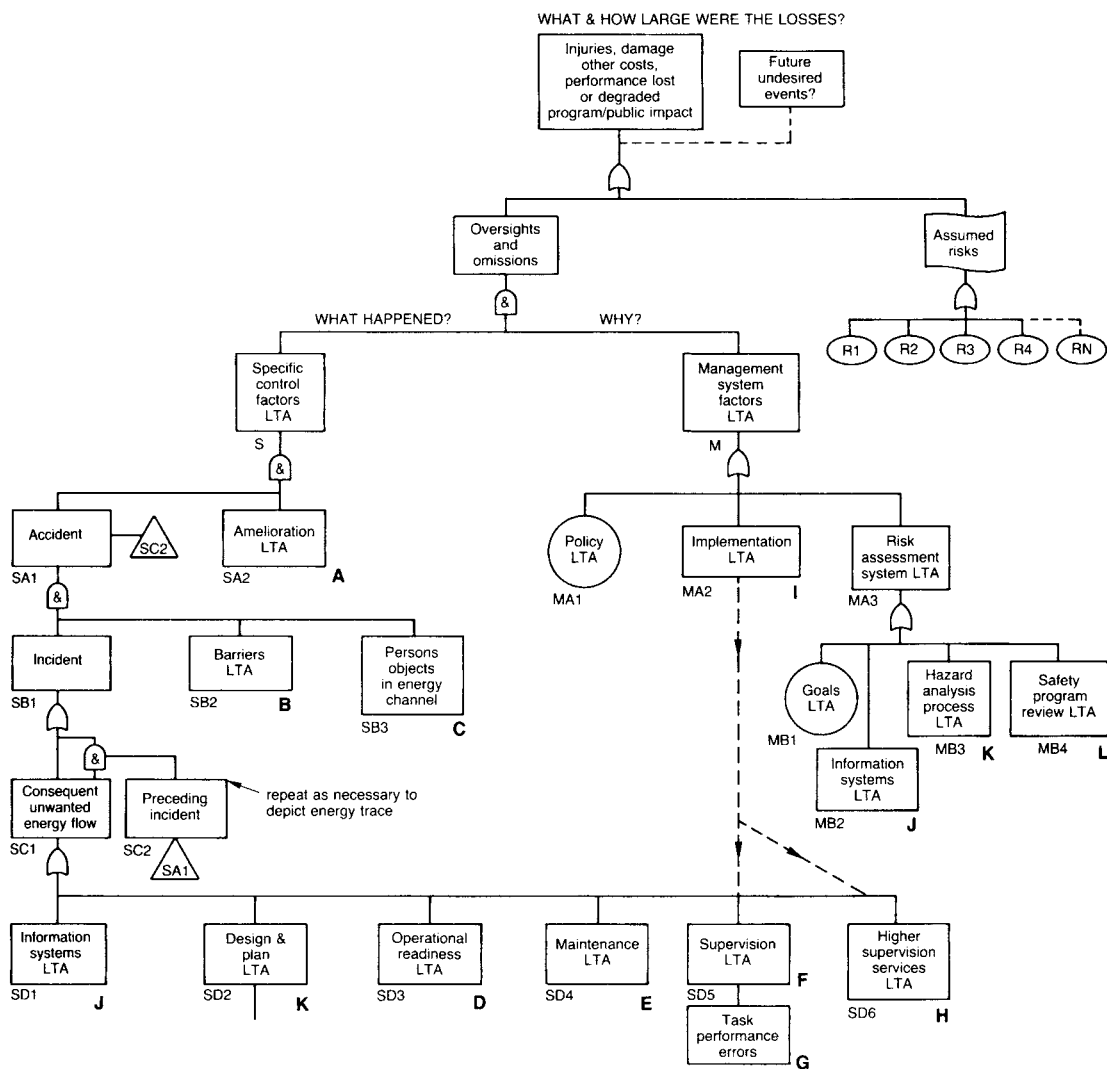 WHAT & HOW LARGE WERE THE LOSSES?
Injuries, damage
other costs,
performance lost
or degraded
program/public impact
Future
undesired
events?
Oversights
and
omissions
Assumed
risks
&
WHAT HAPPENED?
WHY?
R1
R2
R3
R4
RN
Specific
control
factors
LTA
S
Management
system
factors
LTA
M
&
Accident
SA1
SC2
Amelioration
LTA
SA2
A
Policy
LTA
MA1
Implementation
LTA
MA2
I
Risk
assessment
system LTA
MA3
&
Incident
SB1
Barriers
LTA
SB2
B
Persons
objects
in energy
channel
SB3
C
Goals
LTA
MB1
Information
systems
LTA
MB2
J
Hazard
analysis
process
LTA
MB3
K
Safety
program
review LTA
MB4
L
&
Consequent
unwanted
energy flow
SC1
Preceding
incident
SC2
SA1
repeat as necessary to
depict energy trace
Information
systems
LTA
SD1
J
Design &
plan
LTA
SD2
K
Operational
readiness
LTA
SD3
D
Maintenance
LTA
SD4
E
Supervision
LTA
SD5
F
Task
performance
errors
G
Higher
supervision
services
LTA
SD6
H